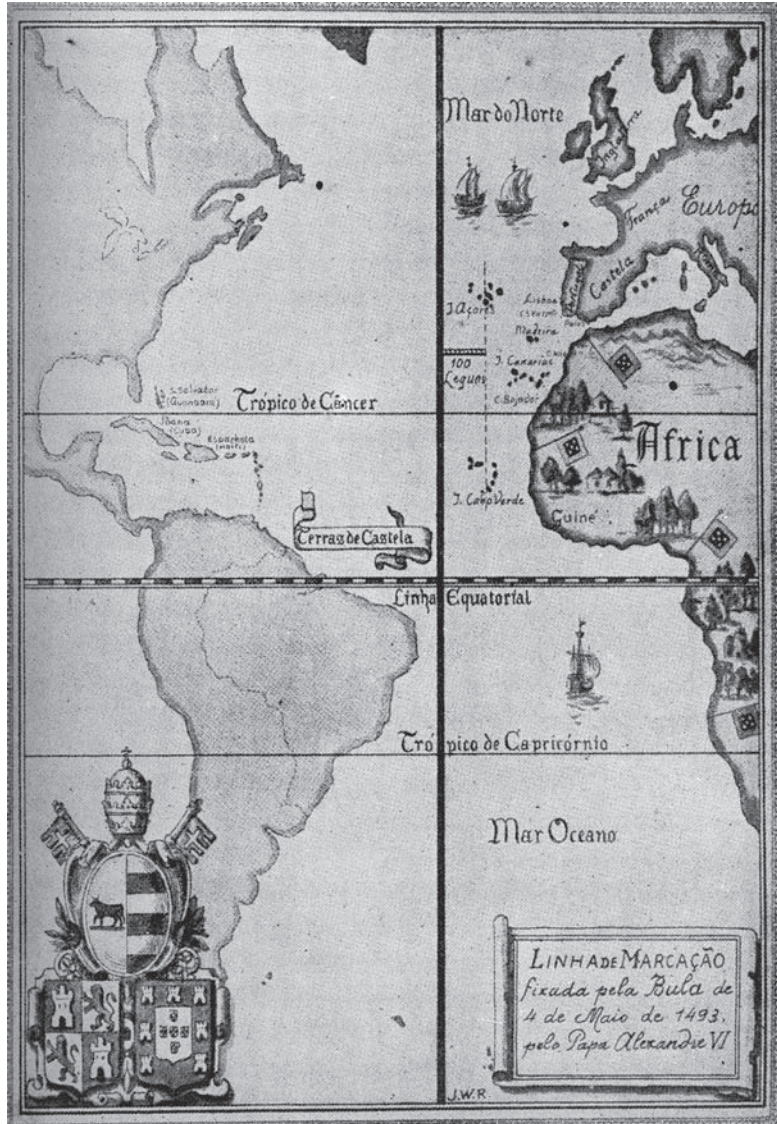 Mar do Norte
Inglaterra
França
Europa
Castela
Portugal
J. Açores
Lisboa
Madeira
100
Leguas
J. Canarias
C. Bojador
S. Salvador
(Guanaani)
Trópico de Câncer
Jôana
(Cuba)
Española
(Haiti)
Africa
J. Cabo Verde
Guiné
Terras de Castela
Linha Equatorial
Trópico de Capricórnio
Mar Oceano
LINHA DE MARCAÇÃO
fixada pela Bula de
4 de Maio de 1493,
pelo Papa Alexandre VI
J.W.R.